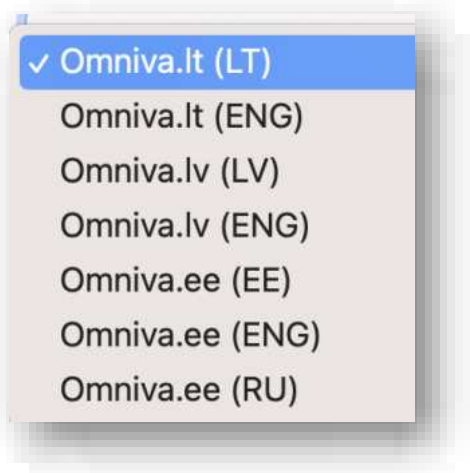 ✓ Omniva.lt (LT)
Omniva.lt (ENG)
Omniva.lv (LV)
Omniva.lv (ENG)
Omniva.ee (EE)
Omniva.ee (ENG)
Omniva.ee (RU)